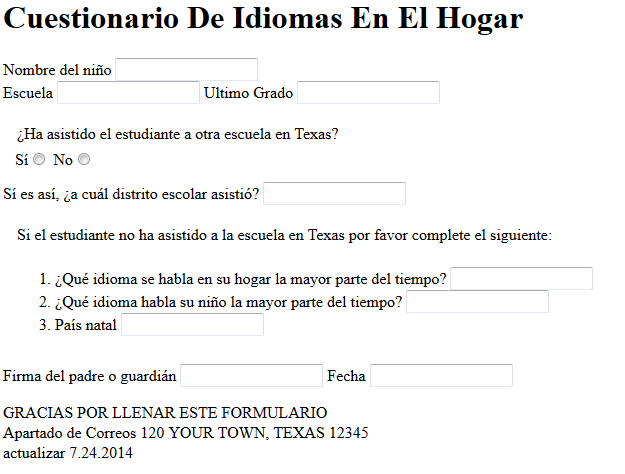 Cuestionario De Idiomas En El Hogar
Nombre del niño
Escuela Ultimo Grado
¿Ha asistido el estudiante a otra escuela en Texas?
Sí No
Sí es así, ¿a cuál distrito escolar asistió?
Si el estudiante no ha asistido a la escuela en Texas por favor complete el siguiente:
1. ¿Qué idioma se habla en su hogar la mayor parte del tiempo?
2. ¿Qué idioma habla su niño la mayor parte del tiempo?
3. País natal
Firma del padre o guardián Fecha
GRACIAS POR LLENAR ESTE FORMULARIO
Apartado de Correos 120 YOUR TOWN, TEXAS 12345
actualizar 7.24.2014